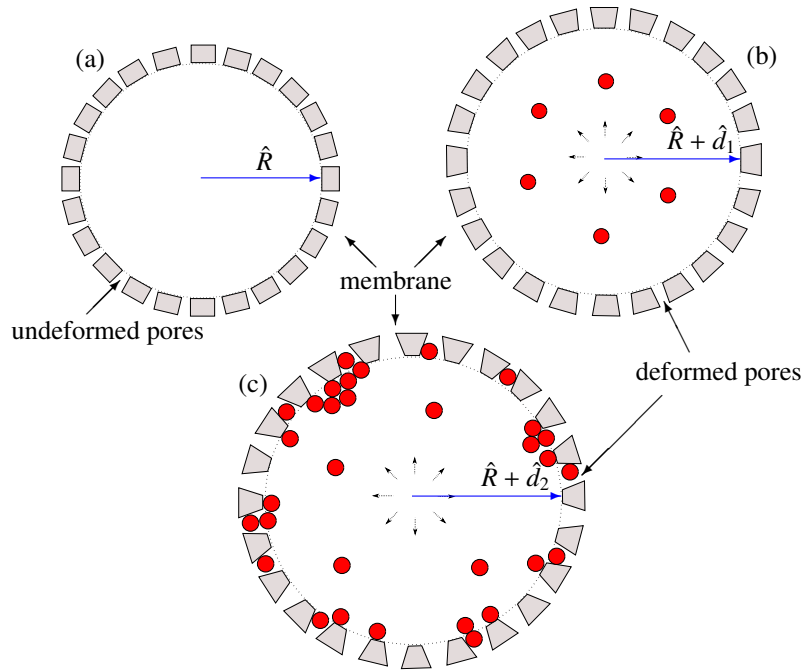 (a)
(b)
R̂
R̂ + d̂₁
membrane
undeformed pores
deformed pores
(c)
R̂ + d̂₂